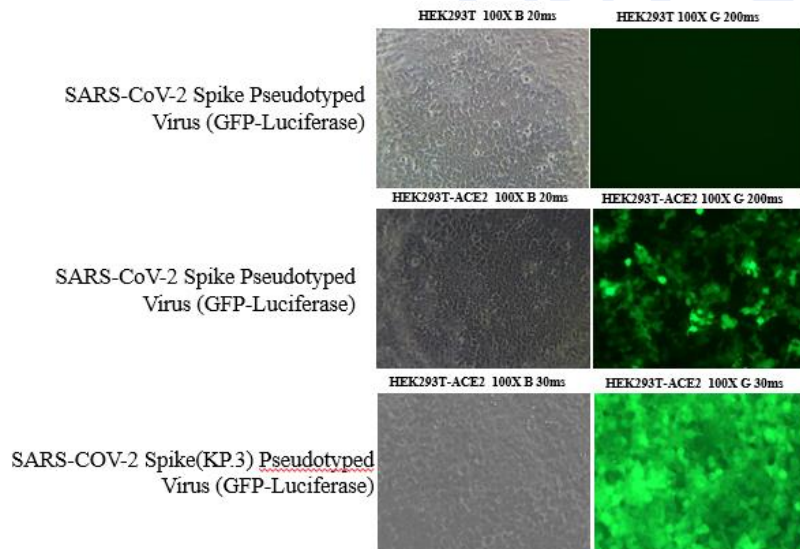 HEK293T 100X B 20ms
HEK293T 100X G 200ms
SARS-CoV-2 Spike Pseudotyped
Virus (GFP-Luciferase)
HEK293T-ACE2 100X B 20ms
HEK293T-ACE2 100X G 200ms
SARS-CoV-2 Spike Pseudotyped
Virus (GFP-Luciferase)
HEK293T-ACE2 100X B 30ms
HEK293T-ACE2 100X G 30ms
SARS-COV-2 Spike(KP.3) Pseudotyped
Virus (GFP-Luciferase)